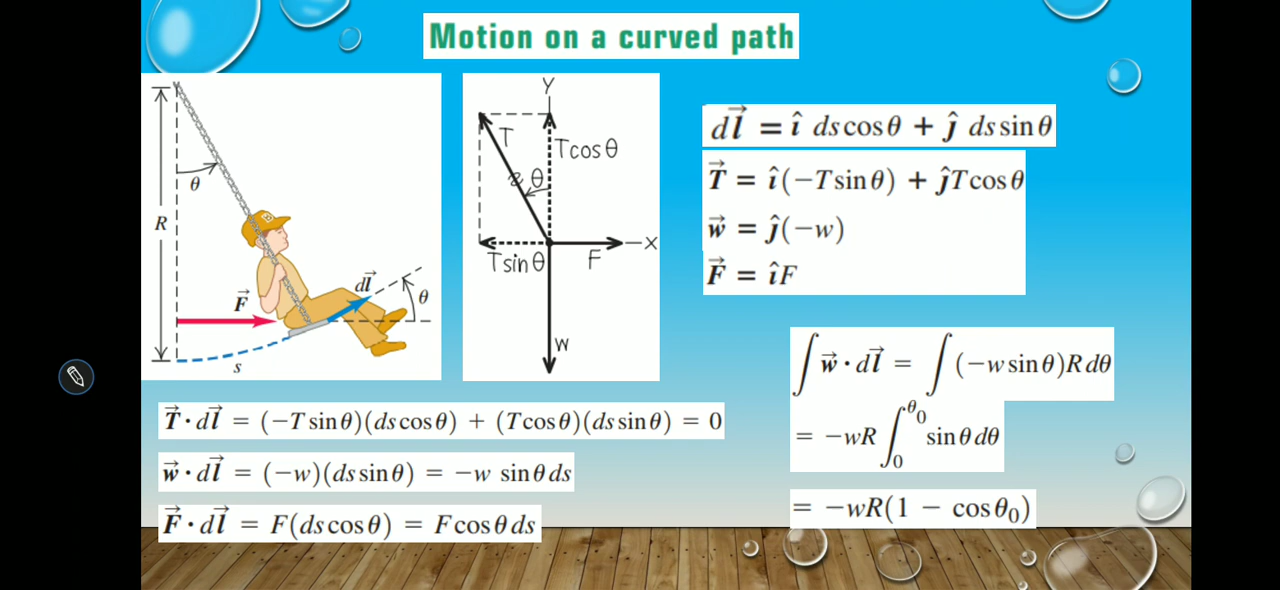 Motion on a curved path
θ
R
F⃗
dl⃗
θ
s
Y
T
Tcosθ
θ
X
Tsinθ
F
W
dl⃗ = î ds cosθ + ĵ ds sinθ
T⃗ = î(−T sinθ) + ĵT cosθ
w⃗ = ĵ(−w)
F⃗ = îF
∫ w⃗ · dl⃗ = ∫ (−w sinθ)R dθ
= −wR ∫₀^θ₀ sinθ dθ
= −wR(1 − cosθ₀)
T⃗ · dl⃗ = (−T sinθ)(ds cosθ) + (T cosθ)(ds sinθ) = 0
w⃗ · dl⃗ = (−w)(ds sinθ) = −w sinθ ds
F⃗ · dl⃗ = F(ds cosθ) = F cosθ ds